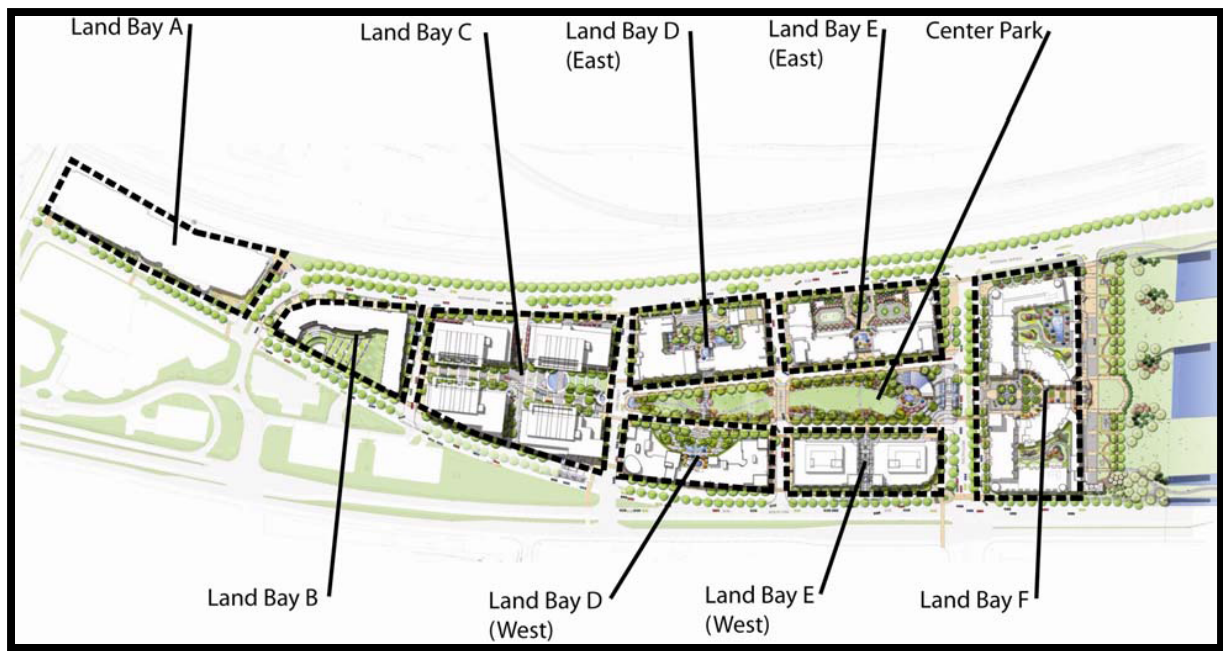 Land Bay A
Land Bay C
Land Bay D
(East)
Land Bay E
(East)
Center Park
Land Bay B
Land Bay D
(West)
Land Bay E
(West)
Land Bay F